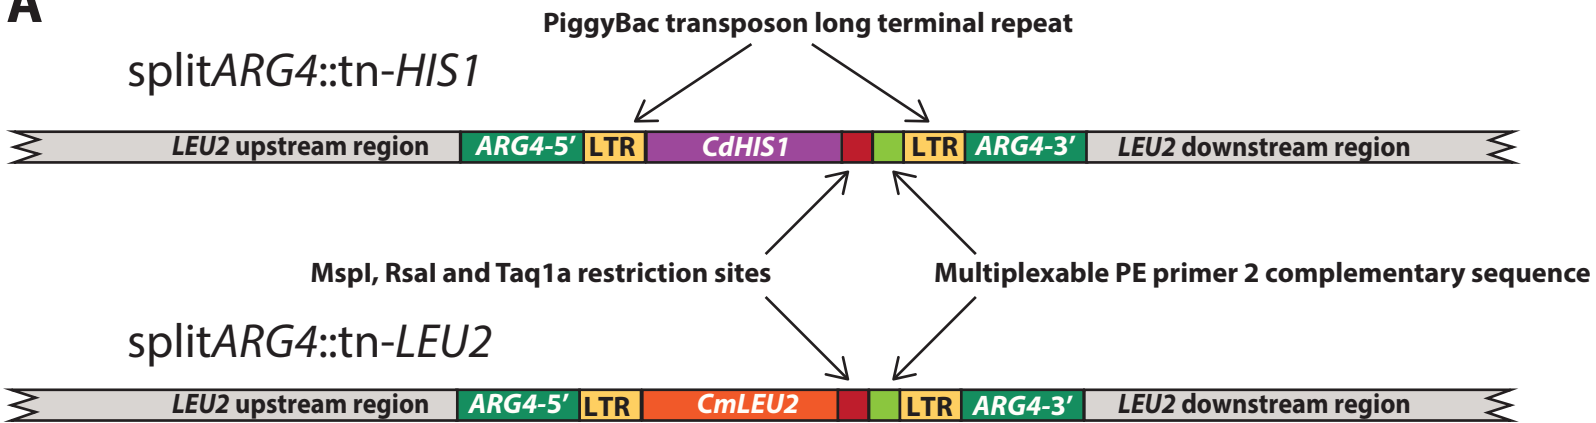 A
PiggyBac transposon long terminal repeat
splitARG4::tn-HIS1
LEU2 upstream region ARG4-5′ LTR CdHIS1 LTR ARG4-3′ LEU2 downstream region
MspI, RsaI and Taq1a restriction sites Multiplexable PE primer 2 complementary sequence
splitARG4::tn-LEU2
LEU2 upstream region ARG4-5′ LTR CmLEU2 LTR ARG4-3′ LEU2 downstream region